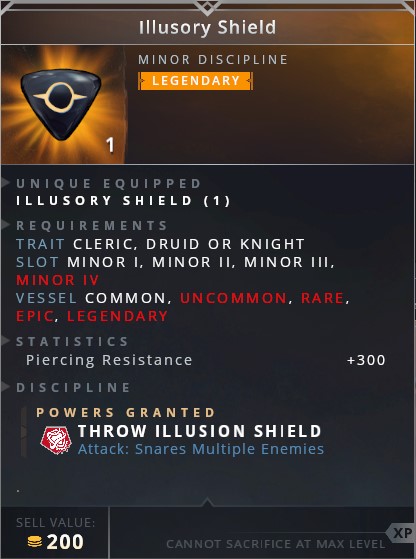 Illusory Shield
MINOR DISCIPLINE
LEGENDARY
1
UNIQUE EQUIPPED
ILLUSORY SHIELD (1)
REQUIREMENTS
TRAIT CLERIC, DRUID OR KNIGHT
SLOT MINOR I, MINOR II, MINOR III,
MINOR IV
VESSEL COMMON, UNCOMMON, RARE,
EPIC, LEGENDARY
STATISTICS
Piercing Resistance +300
DISCIPLINE
POWERS GRANTED
THROW ILLUSION SHIELD
Attack: Snares Multiple Enemies
.
SELL VALUE:
200
XP
CANNOT SACRIFICE AT MAX LEVEL